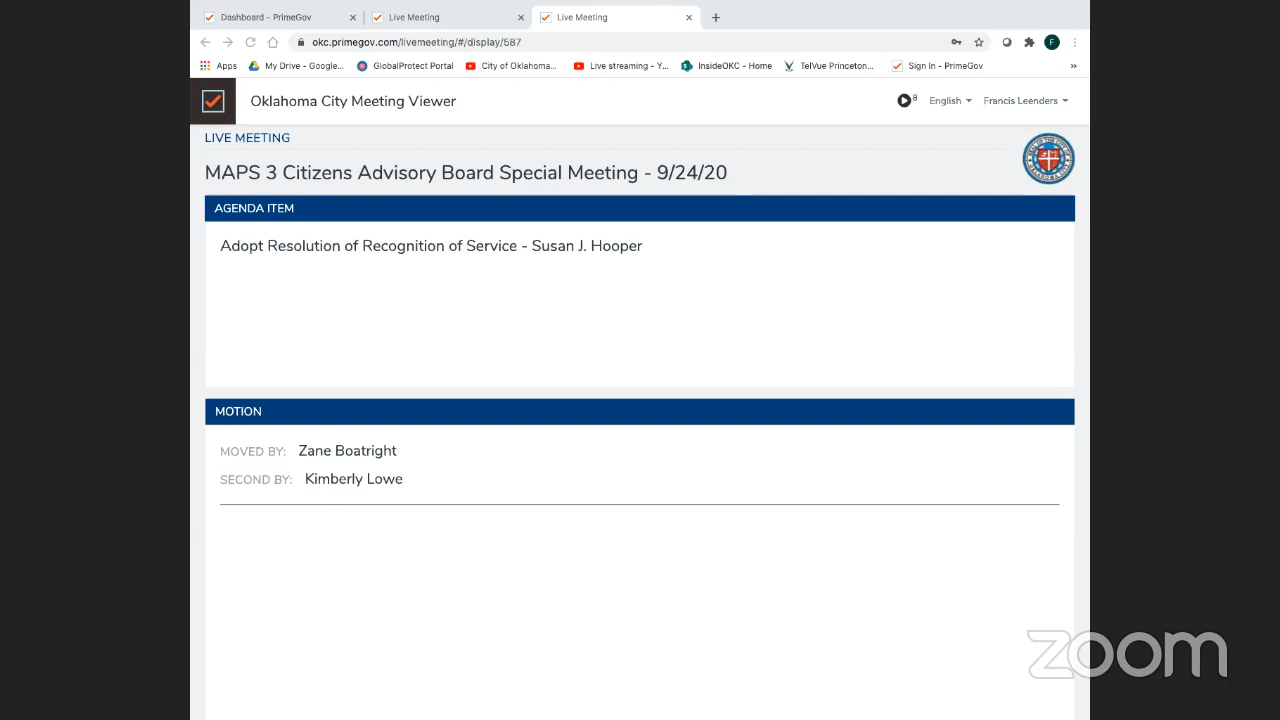 Dashboard - PrimeGov
Live Meeting
Live Meeting
okc.primegov.com/livemeeting/#/display/587
F
Apps
My Drive - Google...
GlobalProtect Portal
City of Oklahoma...
Live streaming - Y...
InsideOKC - Home
TelVue Princeton...
Sign In - PrimeGov
»
Oklahoma City Meeting Viewer
8
English
Francis Leenders
LIVE MEETING
MAPS 3 Citizens Advisory Board Special Meeting - 9/24/20
AGENDA ITEM
Adopt Resolution of Recognition of Service - Susan J. Hooper
MOTION
MOVED BY: Zane Boatright
SECOND BY: Kimberly Lowe
zoom